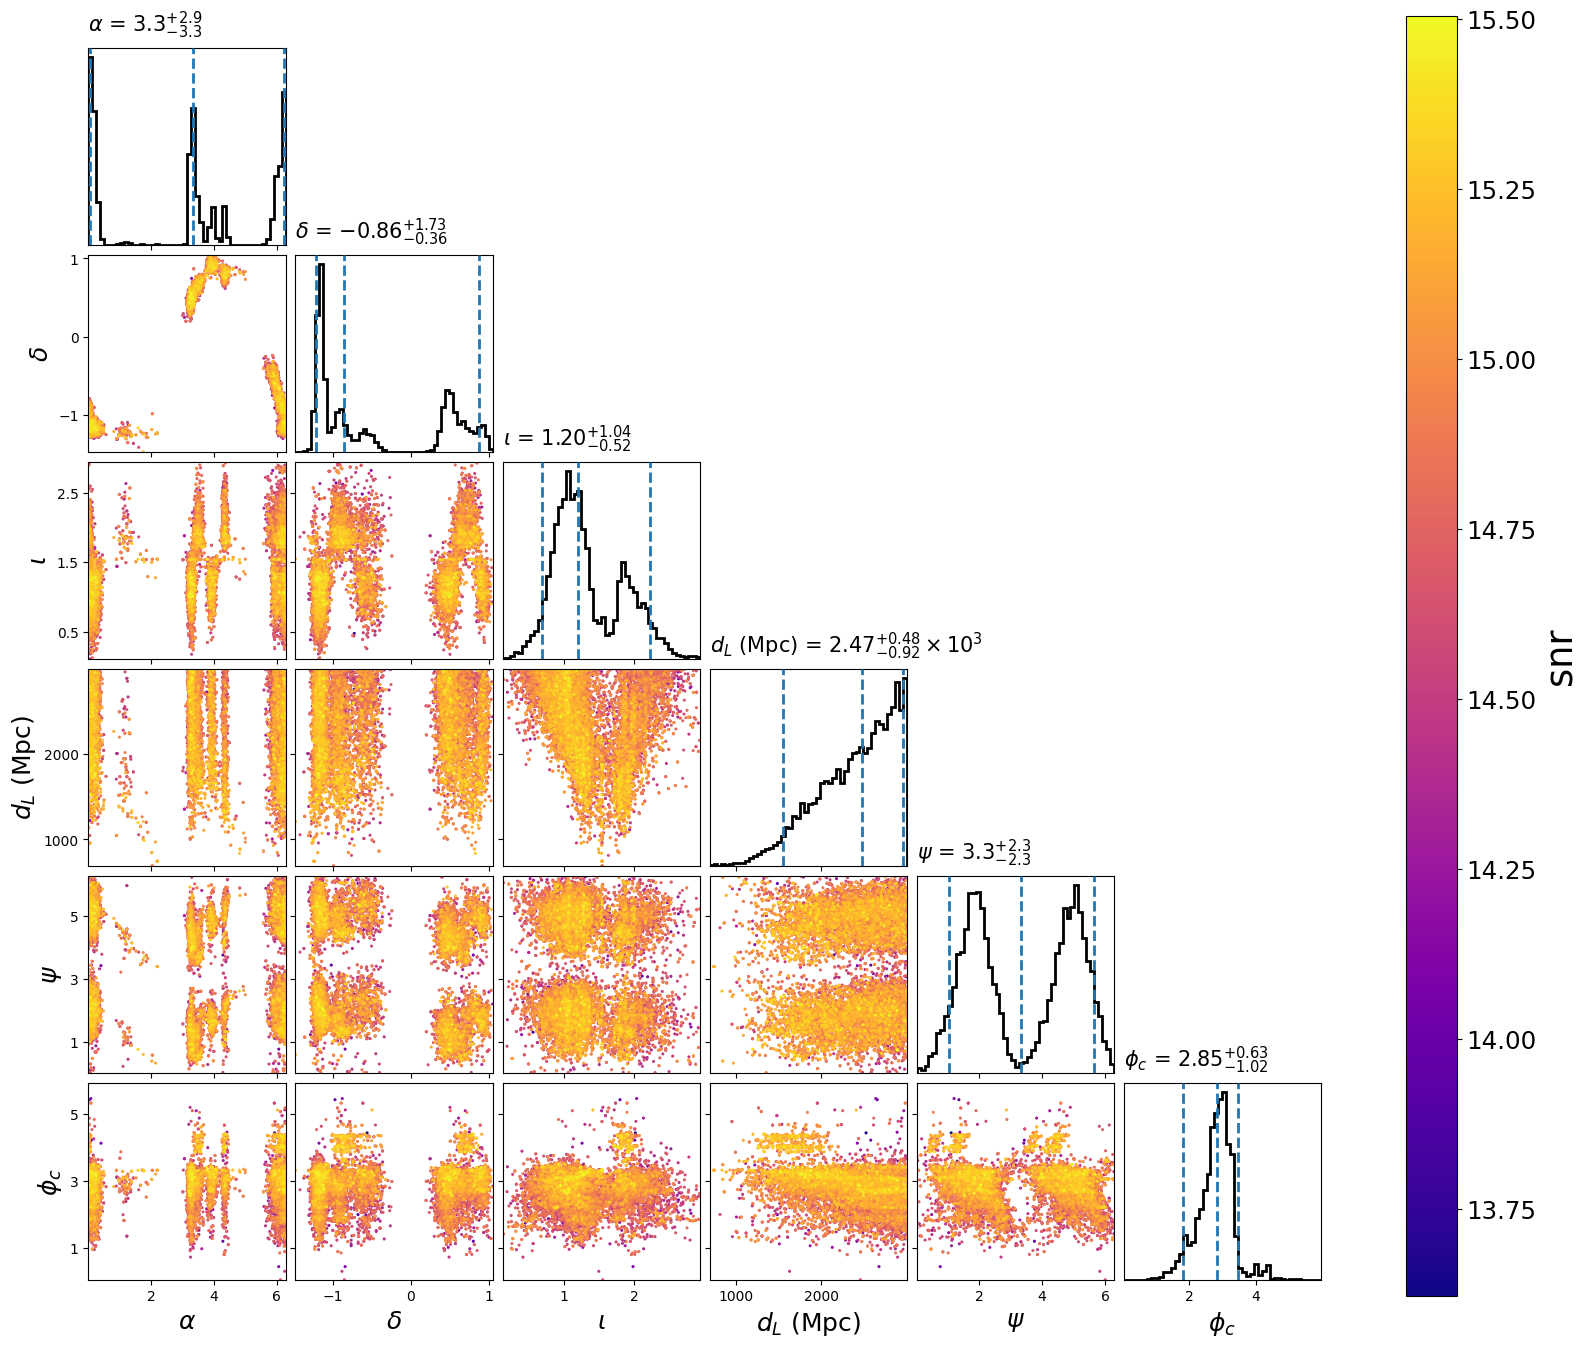 α = 3.3^{+2.9}_{−3.3}
15.50
15.25
δ = −0.86^{+1.73}_{−0.36}
1
0
−1
δ
15.00
ι = 1.20^{+1.04}_{−0.52}
2.5
1.5
0.5
ι
14.75
d_L (Mpc) = 2.47^{+0.48}_{−0.92} × 10^3
snr
14.50
2000
1000
d_L (Mpc)
14.25
ψ = 3.3^{+2.3}_{−2.3}
5
3
1
ψ
14.00
ϕ_c = 2.85^{+0.63}_{−1.02}
5
3
1
ϕ_c
13.75
2 4 6 −1 0 1 1 2 1000 2000 2 4 6 2 4
α δ ι d_L (Mpc) ψ ϕ_c